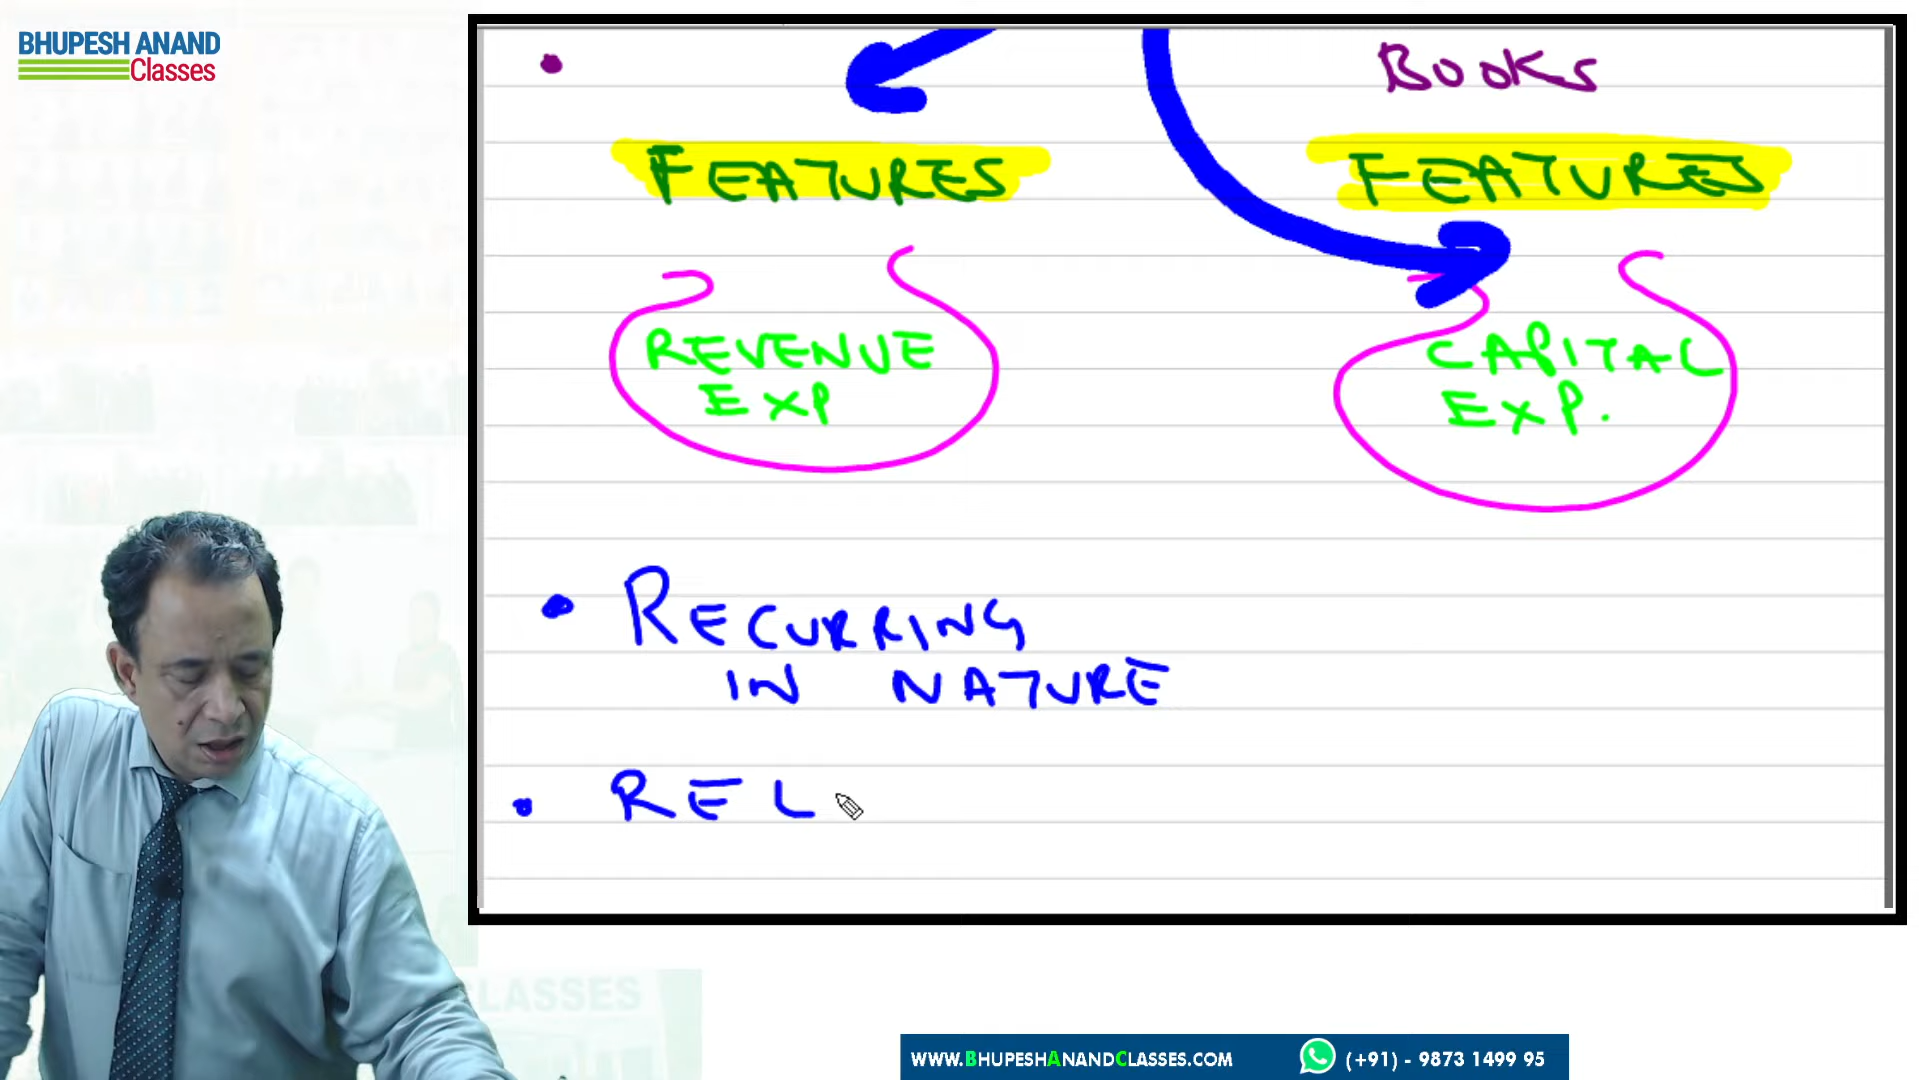 BHUPESH ANAND
Classes
BOOKS
FEATURES
FEATURES
REVENUE
EXP
CAPITAL
EXP.
• RECURRING
IN NATURE
• REL
CLASSES
WWW.BHUPESHANANDCLASSES.COM
(+91) - 9873 1499 95